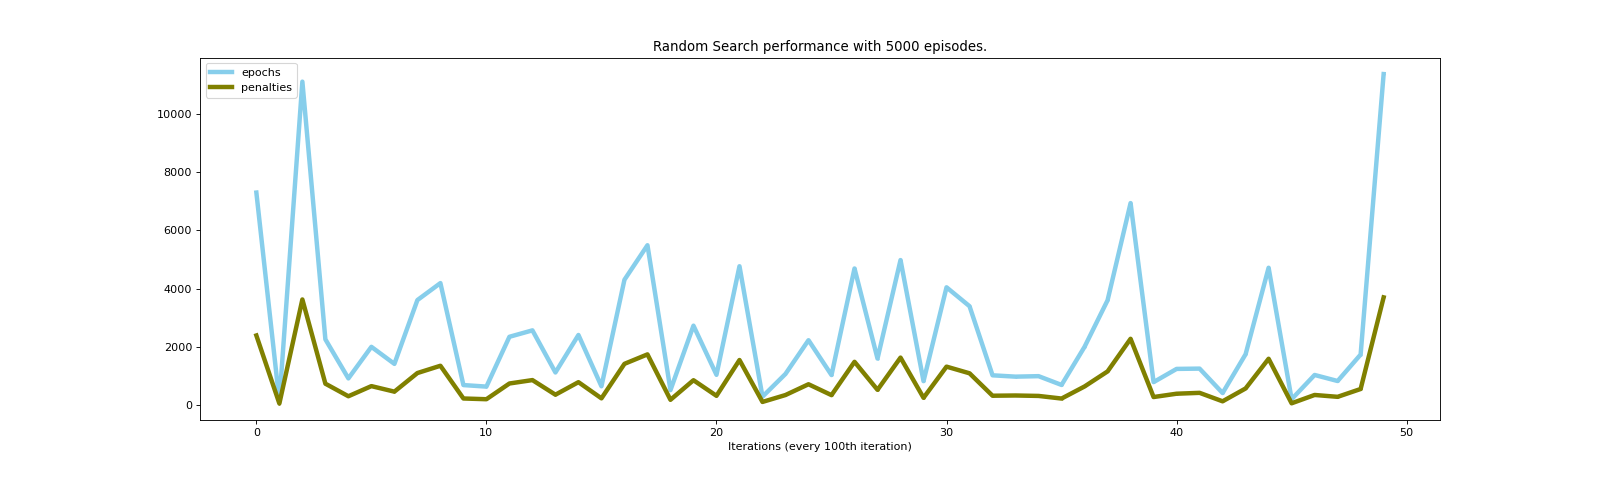 Random Search performance with 5000 episodes.
epochs
penalties
10000
8000
6000
4000
2000
0
0 10 20 30 40 50
Iterations (every 100th iteration)